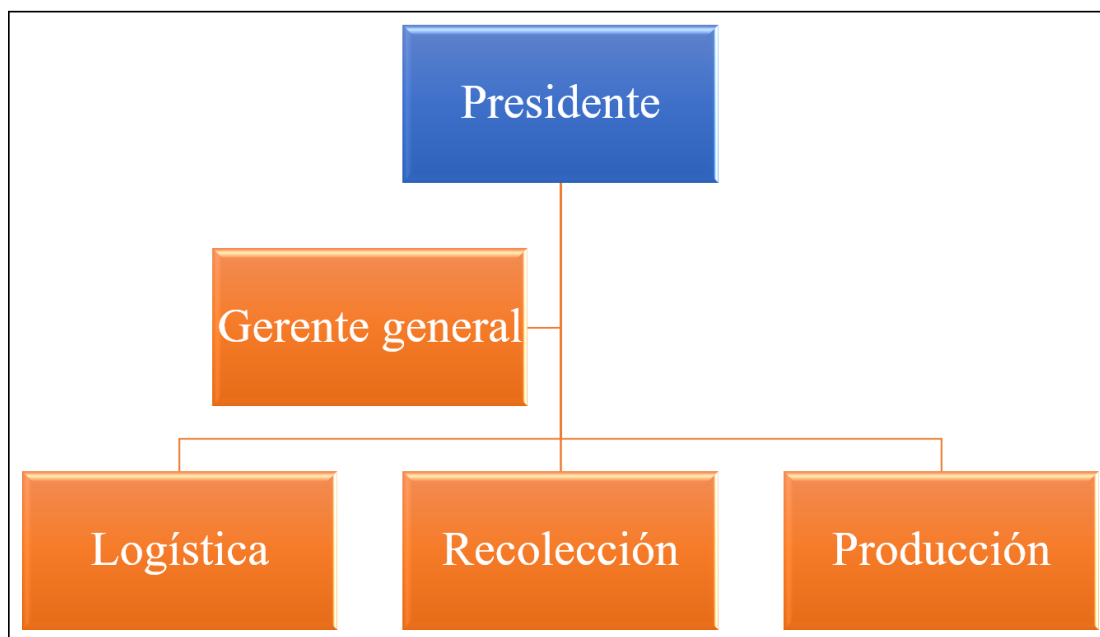 Presidente
Gerente general
Logística
Recolección
Producción